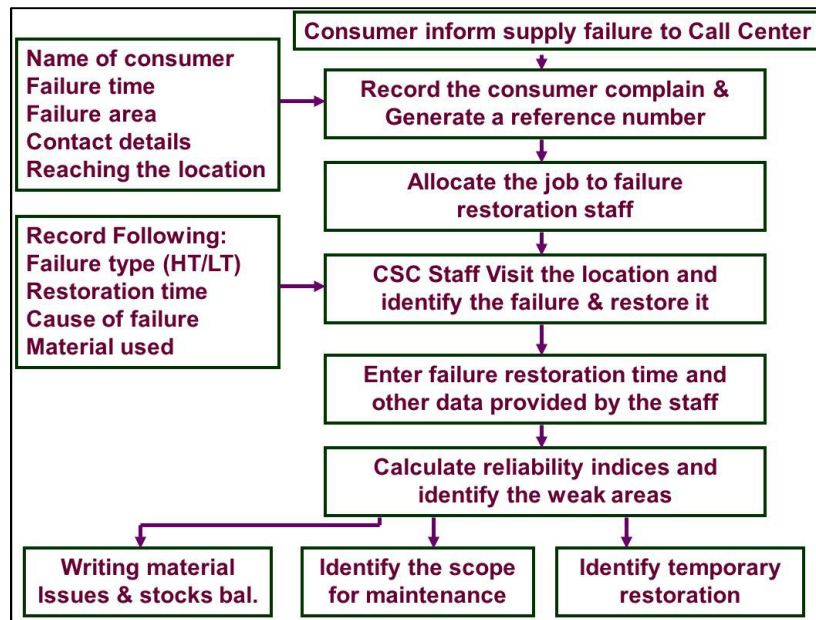 Consumer inform supply failure to Call Center
Name of consumer
Failure time
Failure area
Contact details
Reaching the location
Record the consumer complain &
Generate a reference number
Allocate the job to failure
restoration staff
Record Following:
Failure type (HT/LT)
Restoration time
Cause of failure
Material used
CSC Staff Visit the location and
identify the failure & restore it
Enter failure restoration time and
other data provided by the staff
Calculate reliability indices and
identify the weak areas
Writing material
Issues & stocks bal.
Identify the scope
for maintenance
Identify temporary
restoration